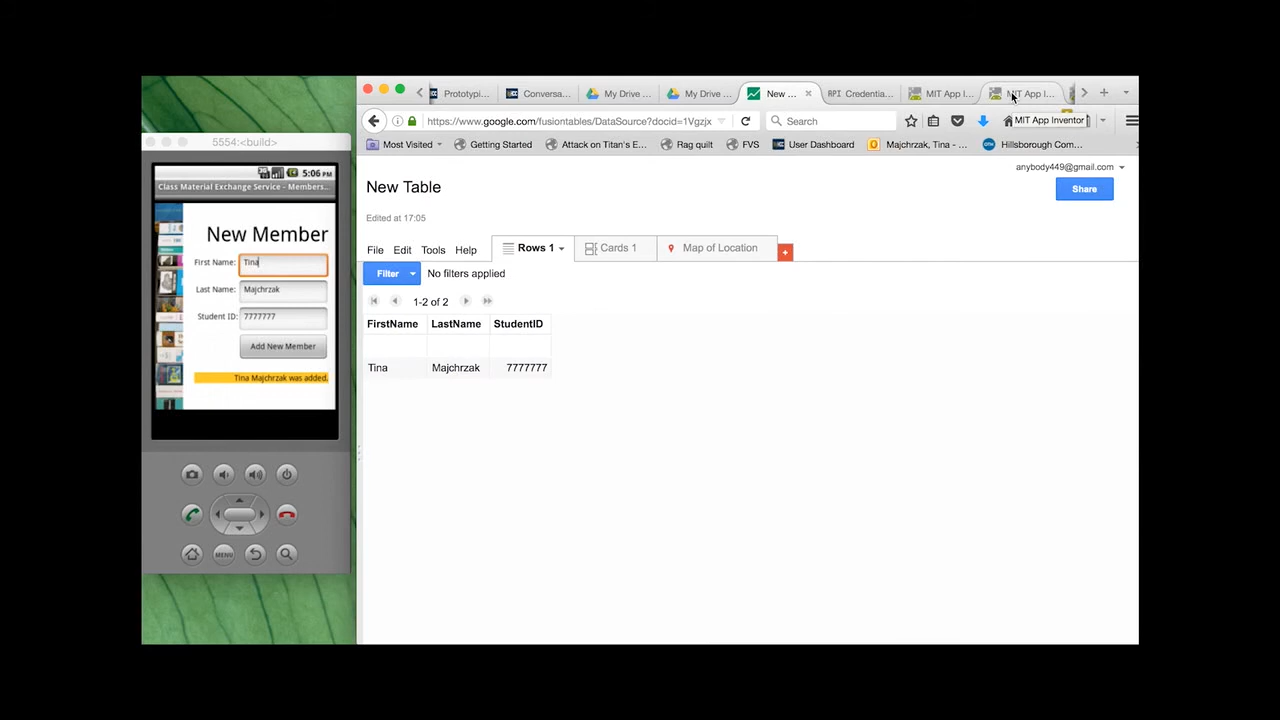 Prototypi...
Conversa...
My Drive ...
My Drive ...
New ...
RPI Credentia...
MIT App I...
MIT App I...
https://www.google.com/fusiontables/DataSource?docid=1Vgzjx
Search
MIT App Inventor
Most Visited
Getting Started
Attack on Titan's E...
Rag quilt
FVS
User Dashboard
Majchrzak, Tina - ...
Hillsborough Com...
anybody449@gmail.com
New Table
Share
Edited at 17:05
File Edit Tools Help
Rows 1
Cards 1
Map of Location
Filter
No filters applied
1-2 of 2
FirstName LastName StudentID
Tina Majchrzak 7777777
5554:<build>
5:06 PM
Class Material Exchange Service - Members...
New Member
First Name: Tina
Last Name: Majchrzak
Student ID: 7777777
Add New Member
Tina Majchrzak was added.
MENU